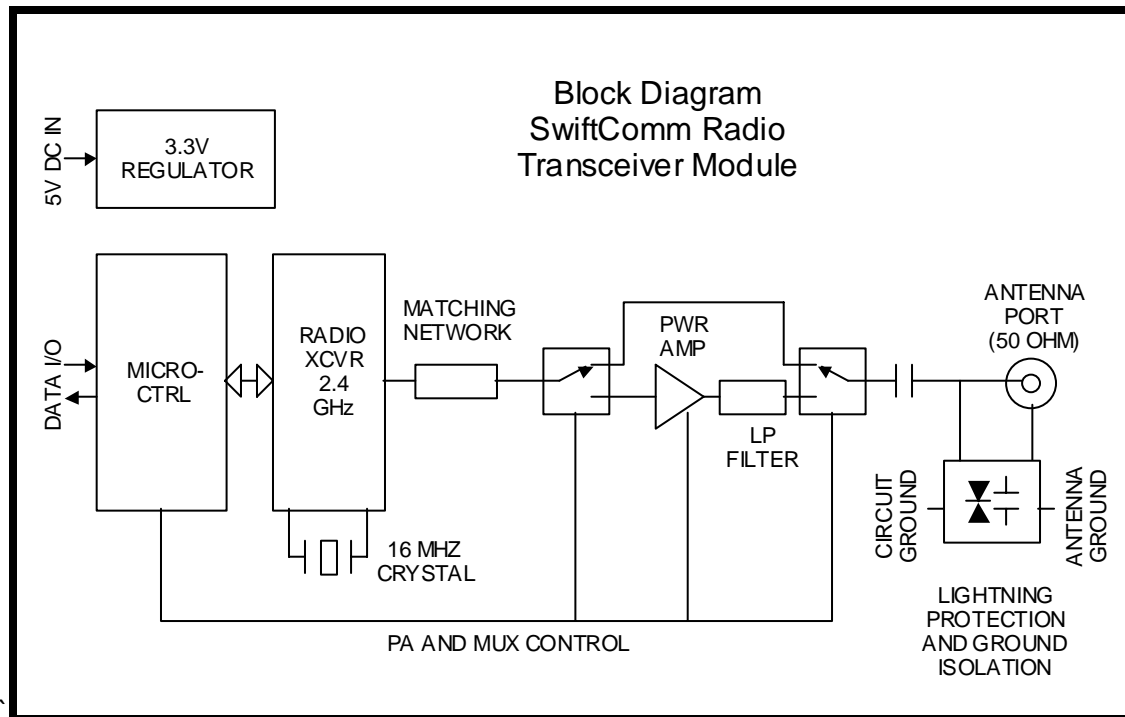 Block Diagram
SwiftComm Radio
Transceiver Module
5V DC IN
3.3V
REGULATOR
DATA I/O
MICRO-
CTRL
RADIO
XCVR
2.4
GHz
MATCHING
NETWORK
PWR
AMP
LP
FILTER
ANTENNA
PORT
(50 OHM)
16 MHZ
CRYSTAL
CIRCUIT
GROUND
ANTENNA
GROUND
PA AND MUX CONTROL
LIGHTNING
PROTECTION
AND GROUND
ISOLATION
`